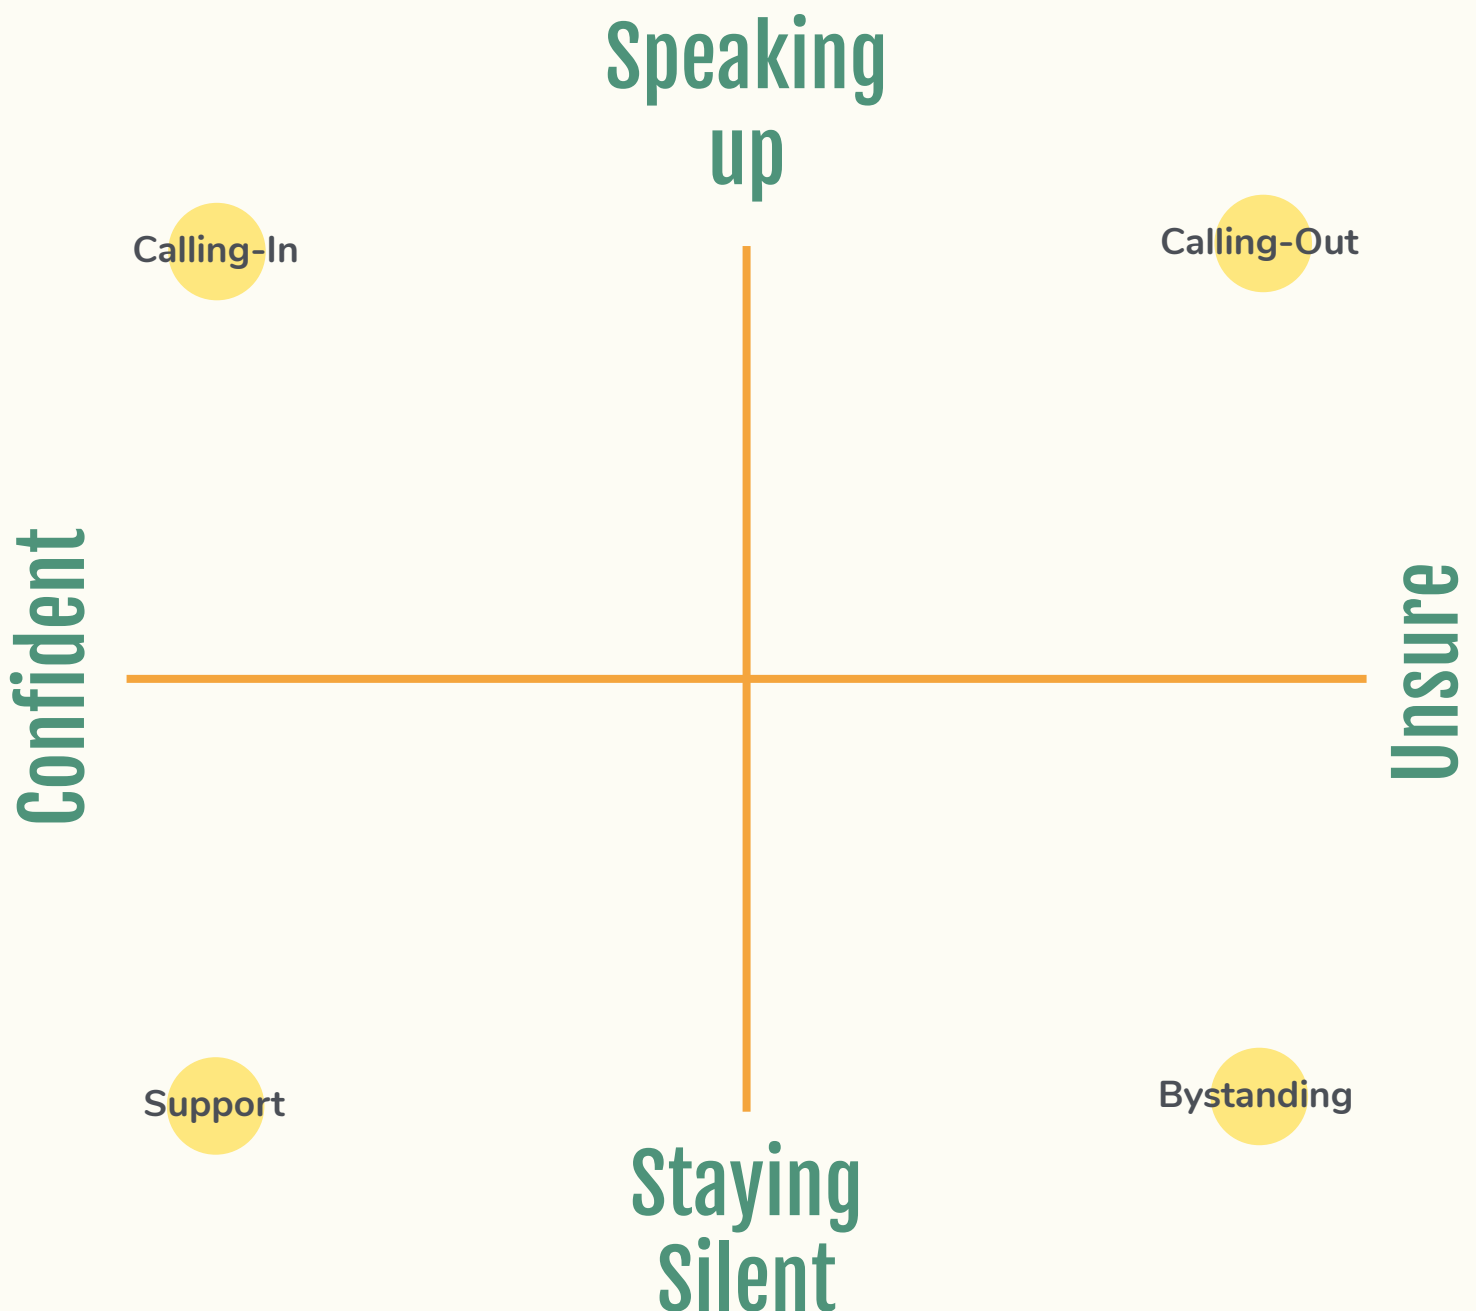 Speaking
up
Calling-In
Calling-Out
Confident
Unsure
Support
Bystanding
Staying
Silent